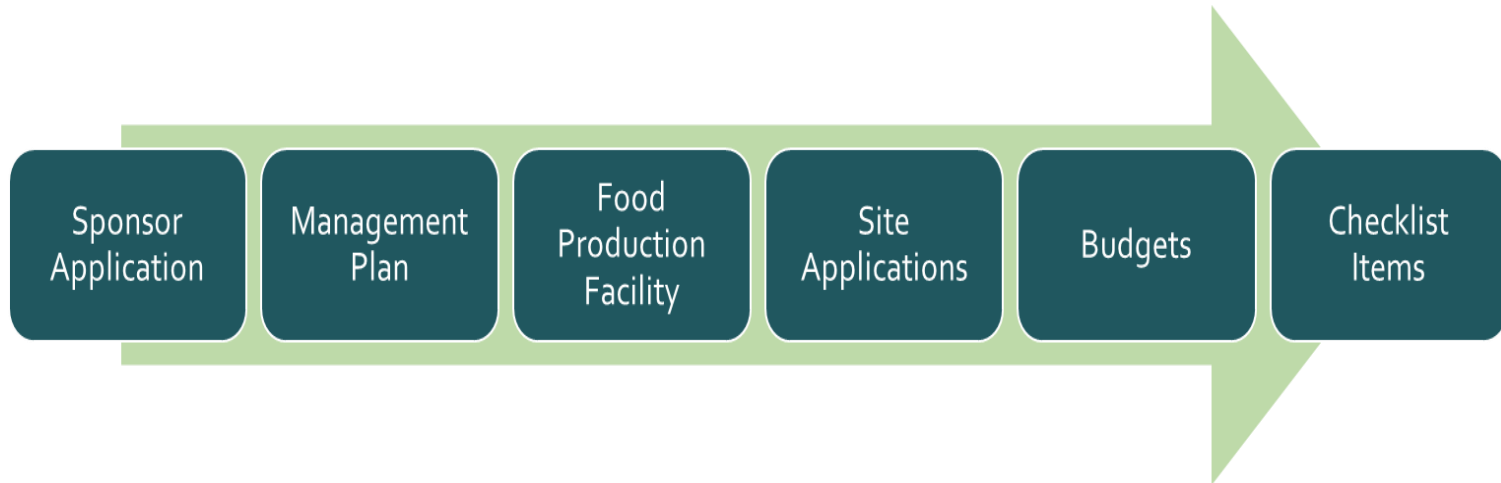 Sponsor
Application
Management
Plan
Food
Production
Facility
Site
Applications
Budgets
Checklist
Items